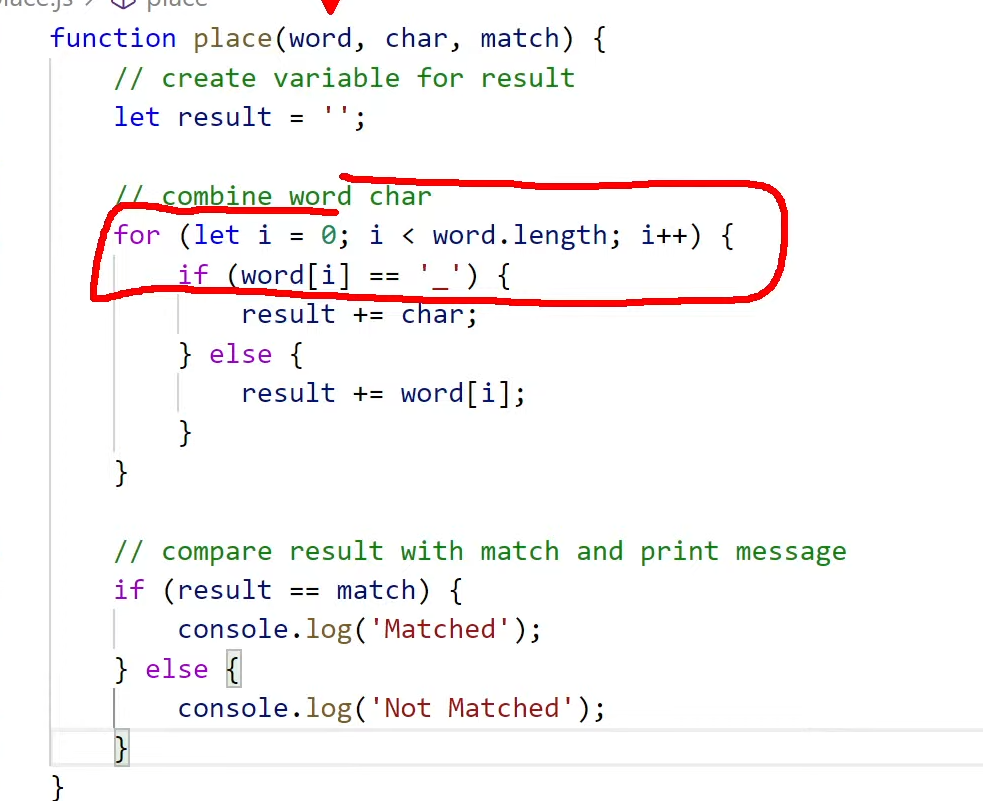 place.js > place
function place(word, char, match) {
// create variable for result
let result = '';
// combine word char
for (let i = 0; i < word.length; i++) {
if (word[i] == '_') {
result += char;
} else {
result += word[i];
}
}
// compare result with match and print message
if (result == match) {
console.log('Matched');
} else {
console.log('Not Matched');
}
}